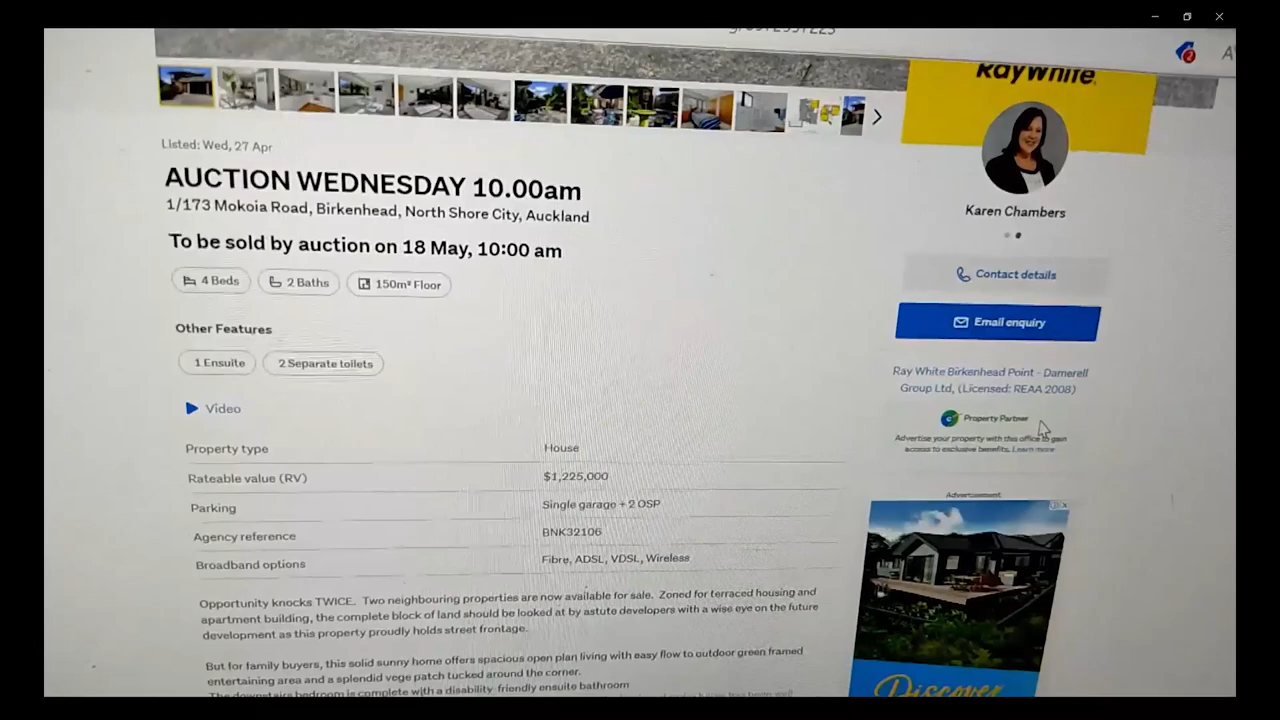 RayWhite.
2
Listed: Wed, 27 Apr
AUCTION WEDNESDAY 10.00am
1/173 Mokoia Road, Birkenhead, North Shore City, Auckland
To be sold by auction on 18 May, 10:00 am
4 Beds
2 Baths
150m² Floor
Other Features
1 Ensuite
2 Separate toilets
Video
Property type
House
Rateable value (RV)
$1,225,000
Parking
Single garage + 2 OSP
Agency reference
BNK32106
Broadband options
Fibre, ADSL, VDSL, Wireless
Opportunity knocks TWICE. Two neighbouring properties are now available for sale. Zoned for terraced housing and
apartment building, the complete block of land should be looked at by astute developers with a wise eye on the future
development as this property proudly holds street frontage.
But for family buyers, this solid sunny home offers spacious open plan living with easy flow to outdoor green framed
entertaining area and a splendid vege patch tucked around the corner.
The downstairs bedroom is complete with a disability-friendly ensuite bathroom
Karen Chambers
Contact details
Email enquiry
Ray White Birkenhead Point - Damerell
Group Ltd, (Licensed: REAA 2008)
Property Partner
Advertise your property with this office to gain
access to exclusive benefits. Learn more
Advertisement
Discover